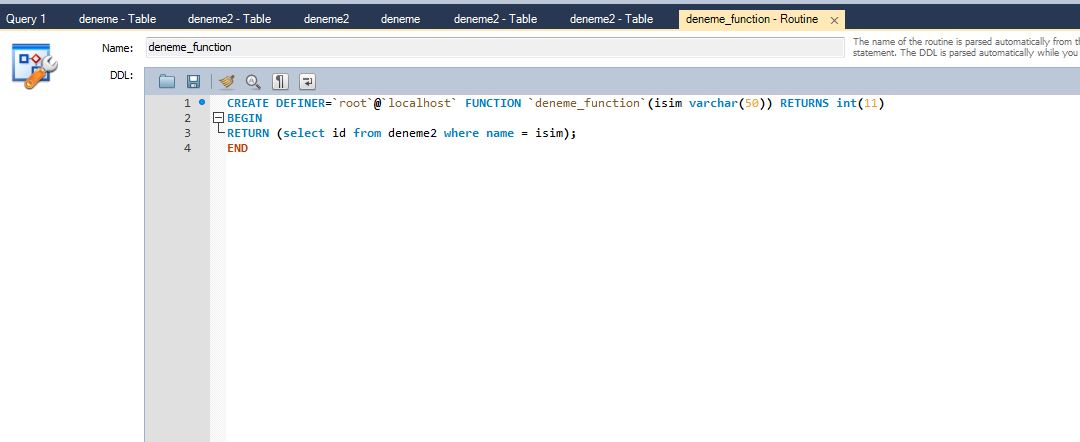 Query 1 deneme - Table deneme2 - Table deneme2 deneme deneme2 - Table deneme2 - Table deneme_function - Routine
Name: deneme_function
The name of the routine is parsed automatically from th
statement. The DDL is parsed automatically while you
DDL:
1 CREATE DEFINER=`root`@`localhost` FUNCTION `deneme_function`(isim varchar(50)) RETURNS int(11)
2 BEGIN
3 RETURN (select id from deneme2 where name = isim);
4 END